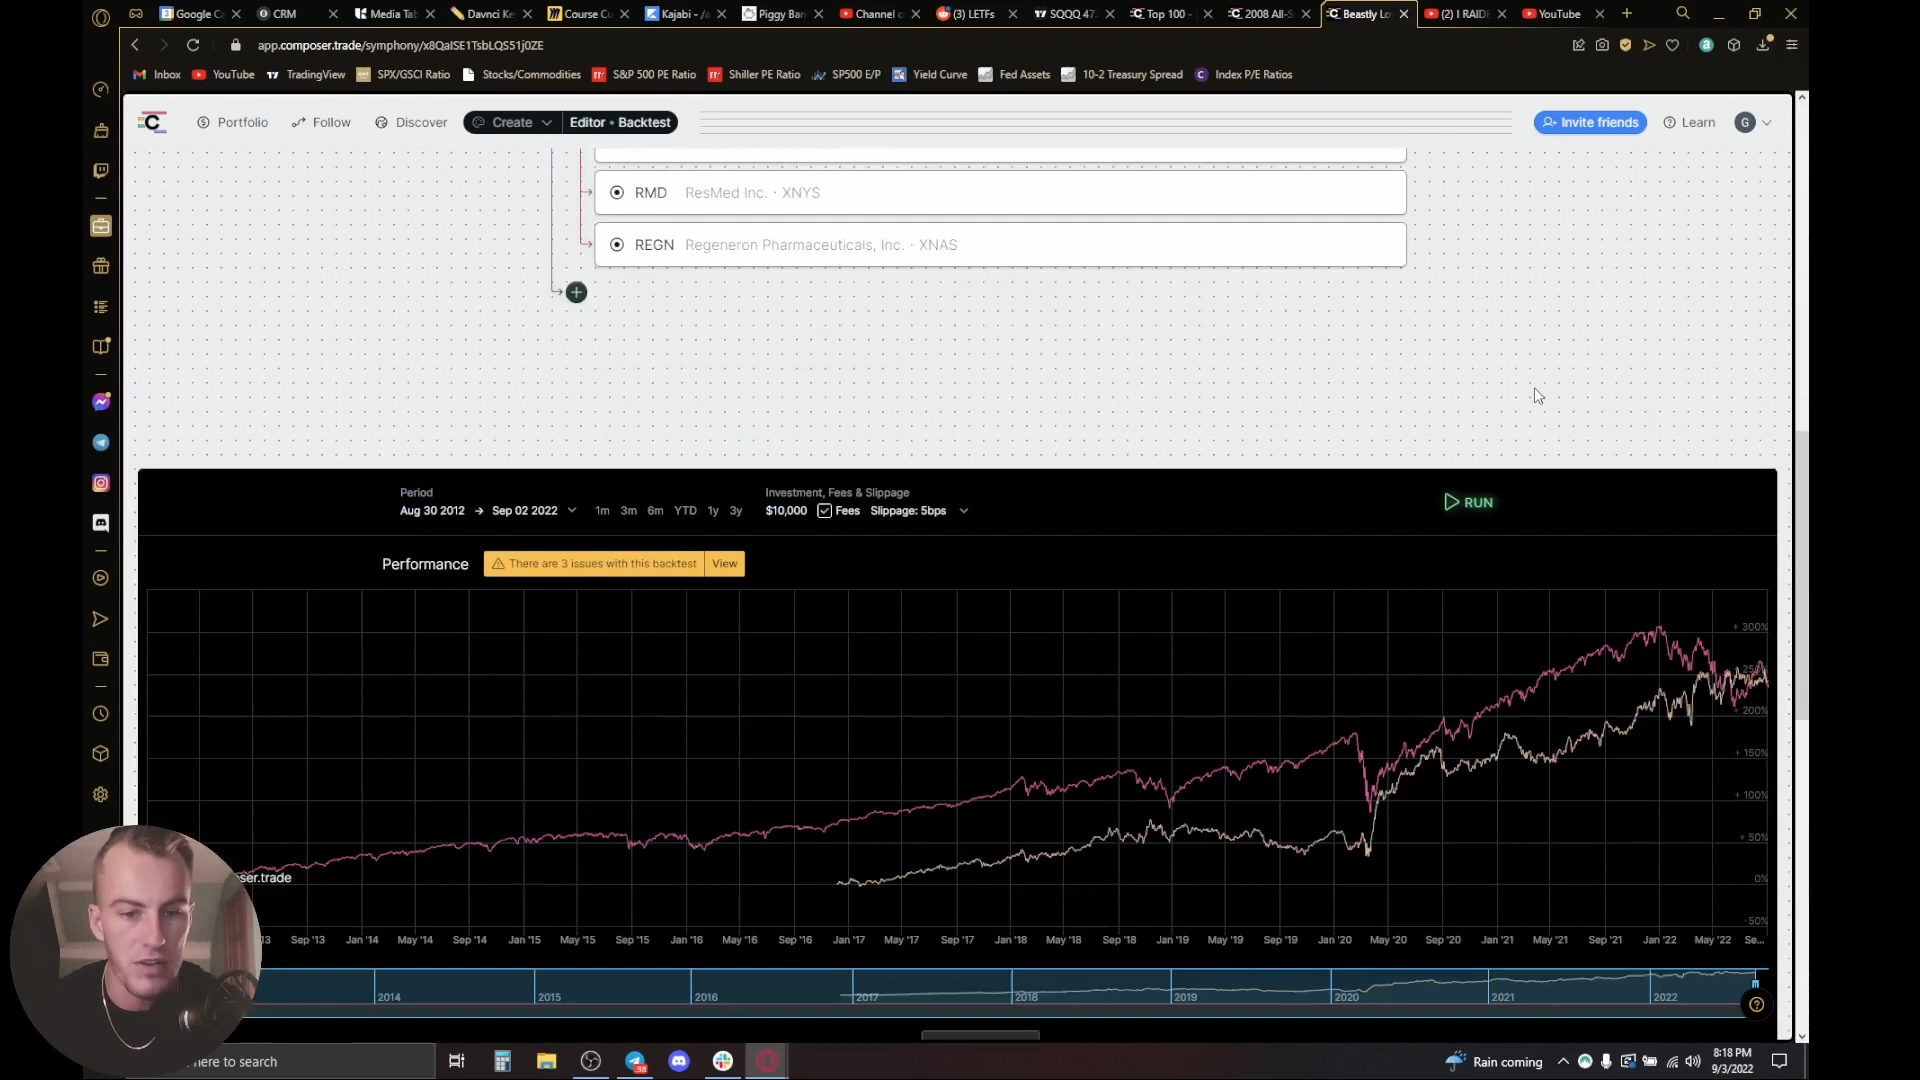 Google C
CRM
Media Ta
Davnci Ke
Course Cu
Kajabi - /a
Piggy Ban
Channel c
(3) LETFs
SQQQ 47.
Top 100 -
2008 All-S
Beastly Lo
(2) I RAIDE
YouTube
app.composer.trade/symphony/x8QaISE1TsbLQS51j0ZE
Inbox
YouTube
TradingView
SPX/GSCI Ratio
Stocks/Commodities
S&P 500 PE Ratio
Shiller PE Ratio
SP500 E/P
Yield Curve
Fed Assets
10-2 Treasury Spread
Index P/E Ratios
Portfolio
Follow
Discover
Create
Editor • Backtest
Invite friends
Learn
G
RMD ResMed Inc. · XNYS
REGN Regeneron Pharmaceuticals, Inc. · XNAS
Period
Aug 30 2012 → Sep 02 2022
1m 3m 6m YTD 1y 3y
Investment, Fees & Slippage
$10,000 Fees Slippage: 5bps
RUN
Performance
There are 3 issues with this backtest
View
+ 300%
+ 200%
+ 150%
+ 100%
+ 50%
0%
-50%
ser.trade
13 Sep '13 Jan '14 May '14 Sep '14 Jan '15 May '15 Sep '15 Jan '16 May '16 Sep '16 Jan '17 May '17 Sep '17 Jan '18 May '18 Sep '18 Jan '19 May '19 Sep '19 Jan '20 May '20 Sep '20 Jan '21 May '21 Sep '21 Jan '22 May '22 Se...
2014 2015 2016 2017 2018 2019 2020 2021 2022
here to search
98
Rain coming
8:18 PM
9/3/2022